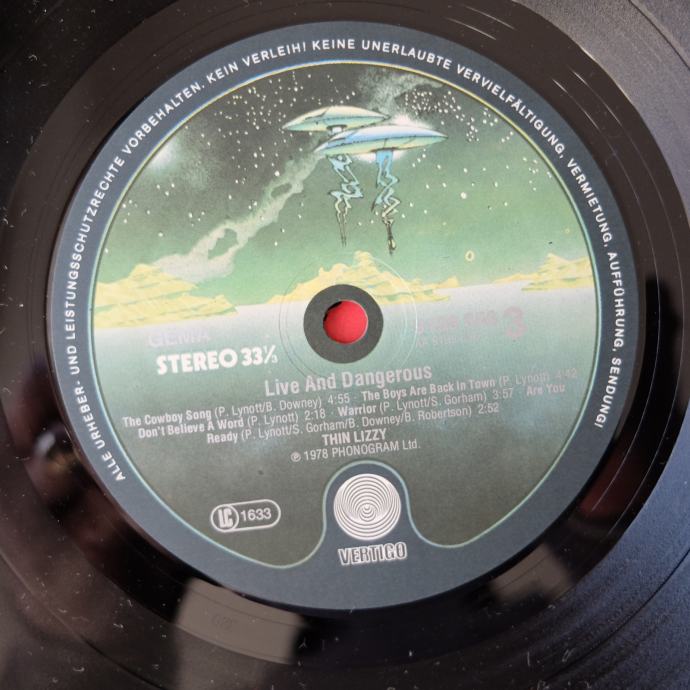 ALLE URHEBER- UND LEISTUNGSSCHUTZRECHTE VORBEHALTEN. KEIN VERLEIH! KEINE UNERLAUBTE VERVIELFÄLTIGUNG, VERMIETUNG, AUFFÜHRUNG, SENDUNG!
GEMA
3
STEREO 33⅓
Live And Dangerous
The Cowboy Song (P. Lynott/B. Downey) 4:55 · The Boys Are Back In Town (P. Lynott) 4:42
Don't Believe A Word (P. Lynott) 2:18 · Warrior (P. Lynott/S. Gorham) 3:57 · Are You
Ready (P. Lynott/S. Gorham/B. Downey/B. Robertson) 2:52
THIN LIZZY
℗ 1978 PHONOGRAM Ltd.
LC 1633
VERTIGO